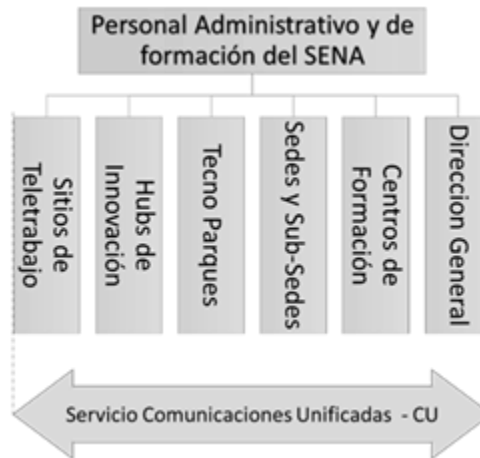 Personal Administrativo y de
formación del SENA
Sitios de
Teletrabajo
Hubs de
Innovación
Tecno Parques
Sedes y Sub-Sedes
Centros de
Formación
Direccion General
Servicio Comunicaciones Unificadas - CU